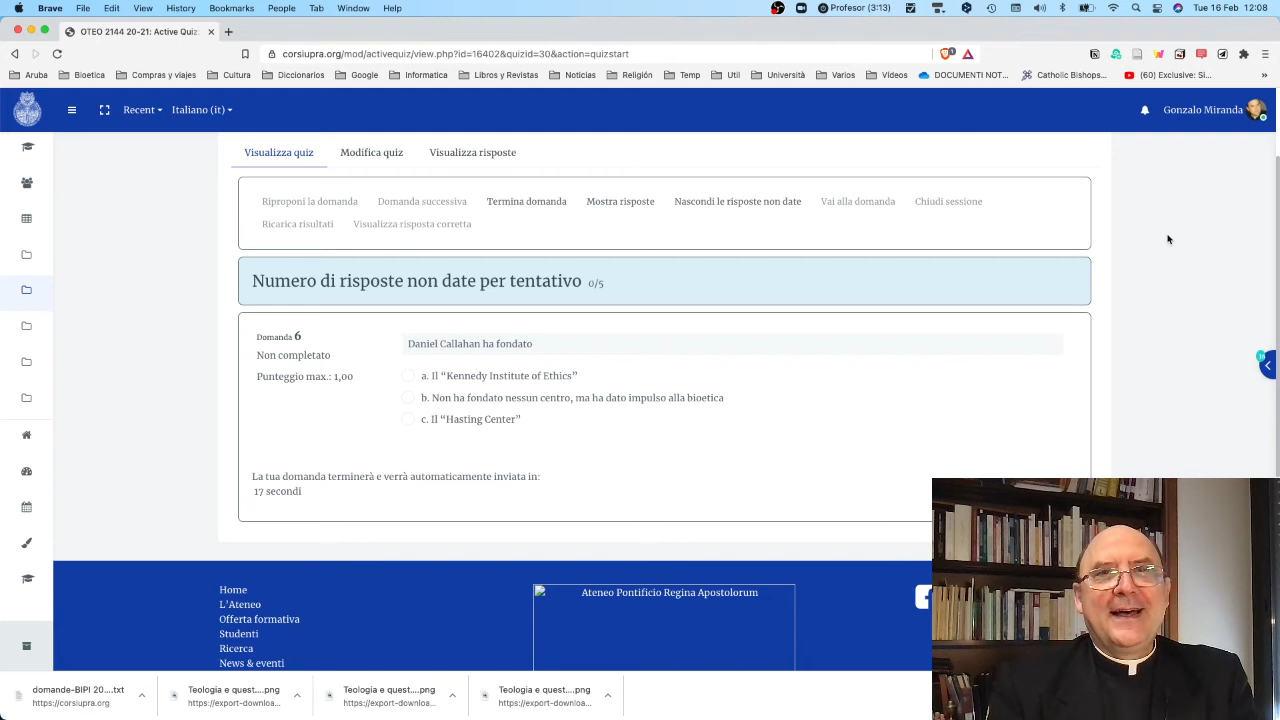 Brave File Edit View History Bookmarks Profiles Tab Window Help
Profesor (3:13)
Tue 16 Feb 12:08
OTEO 2144 20-21: Active Quiz:
corsiupra.org/mod/activequiz/view.php?id=16402&quizid=30&action=quizstart
1
Aruba Bioetica Compras y viajes Cultura Diccionarios Google Informatica Libros y Revistas Noticias Religión Temp Util Università Varios Vídeos DOCUMENTI NOT... Catholic Bishops... (60) Exclusive: Si... »
Recent Italiano (it)
Gonzalo Miranda
Visualizza quiz Modifica quiz Visualizza risposte
Riproponi la domanda Domanda successiva Termina domanda Mostra risposte Nascondi le risposte non date Vai alla domanda Chiudi sessione
Ricarica risultati Visualizza risposta corretta
Numero di risposte non date per tentativo 0/5
Domanda 6
Non completato
Punteggio max.: 1,00
Daniel Callahan ha fondato
a. Il “Kennedy Institute of Ethics”
b. Non ha fondato nessun centro, ma ha dato impulso alla bioetica
c. Il “Hasting Center”
La tua domanda terminerà e verrà automaticamente inviata in:
17 secondi
Home
L'Ateneo
Offerta formativa
Studenti
Ricerca
News & eventi
Ateneo Pontificio Regina Apostolorum
domande-BIPI 20....txt
https://corsiupra.org
Teologia e quest....png
https://export-downloa...
Teologia e quest....png
https://export-downloa...
Teologia e quest....png
https://export-downloa...